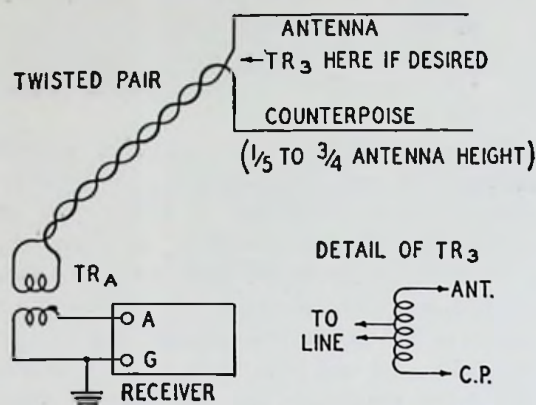 ANTENNA
TR3 HERE IF DESIRED
TWISTED PAIR
COUNTERPOISE
(1/5 TO 3/4 ANTENNA HEIGHT)
TRA
DETAIL OF TR3
A
G
RECEIVER
ANT.
TO
LINE
C.P.